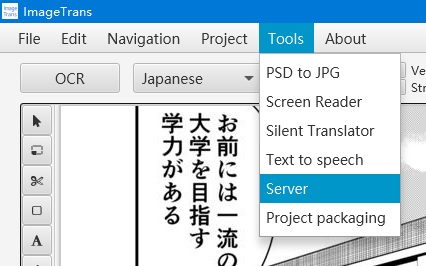 Image
Trans
ImageTrans
File Edit Navigation Project Tools About
OCR Japanese
PSD to JPG
Screen Reader
Silent Translator
Text to speech
Server
Project packaging
お前には一流の
大学を目指す
学力がある